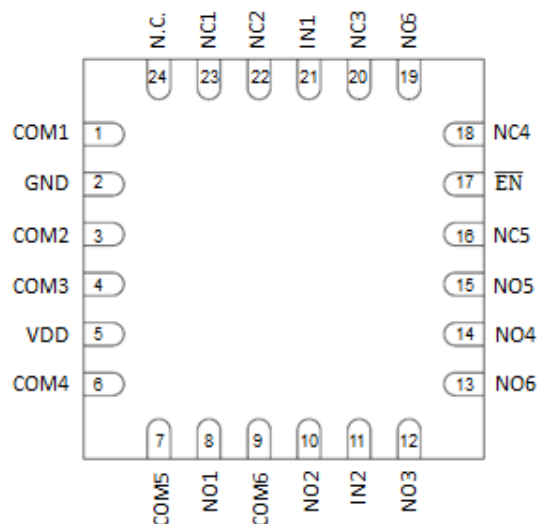 N.C. NC1 NC2 IN1 NC3 NC6
24 23 22 21 20 19
COM1 1 18 NC4
GND 2 17 EN
COM2 3 16 NC5
COM3 4 15 NO5
VDD 5 14 NO4
COM4 6 13 NO6
7 8 9 10 11 12
COM5 NO1 COM6 NO2 IN2 NO3